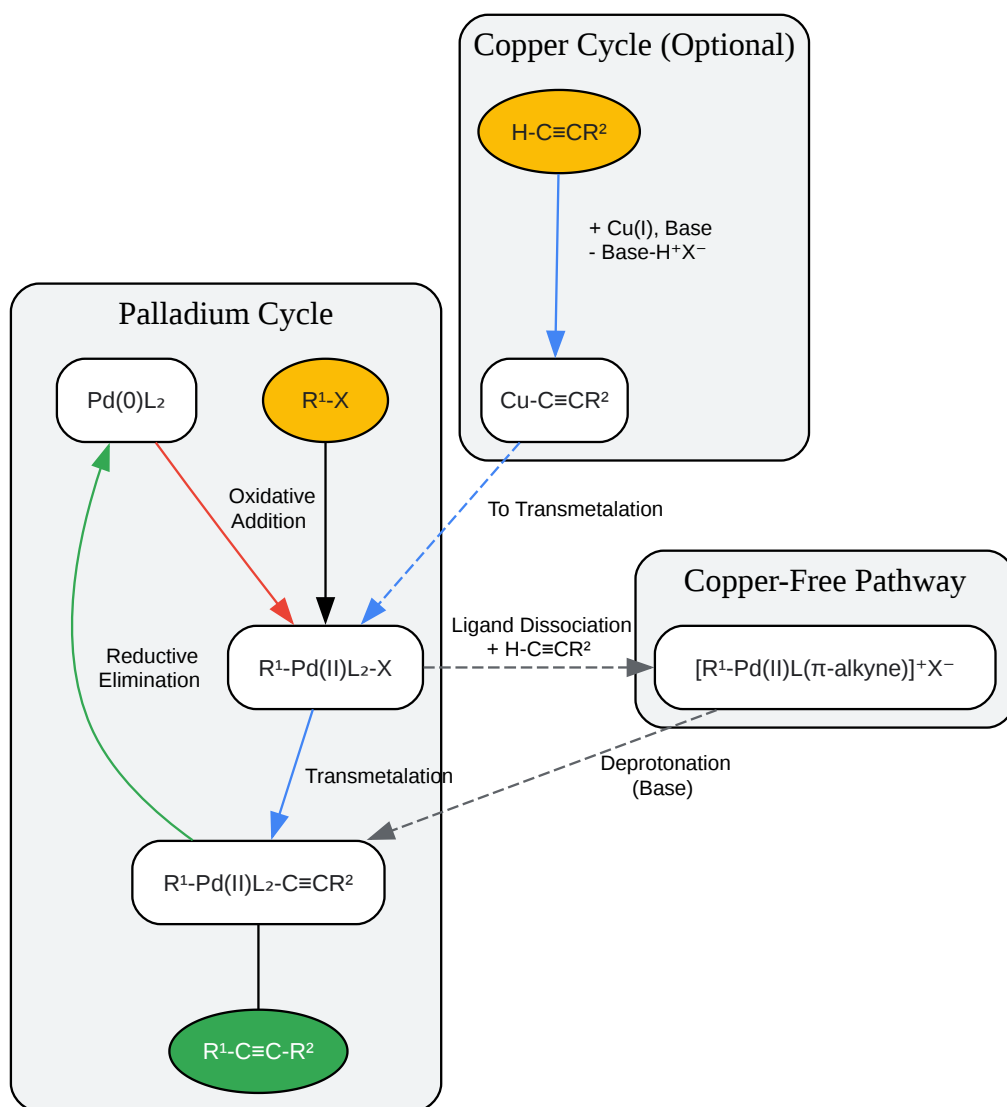 Copper Cycle (Optional)
H-C≡CR²
+ Cu(I), Base
- Base-H⁺X⁻
Cu-C≡CR²
To Transmetalation
Palladium Cycle
Pd(0)L₂
R¹-X
Oxidative
Addition
R¹-Pd(II)L₂-X
Reductive
Elimination
Transmetalation
R¹-Pd(II)L₂-C≡CR²
R¹-C≡C-R²
Copper-Free Pathway
Ligand Dissociation
+ H-C≡CR²
[R¹-Pd(II)L(π-alkyne)]⁺X⁻
Deprotonation
(Base)